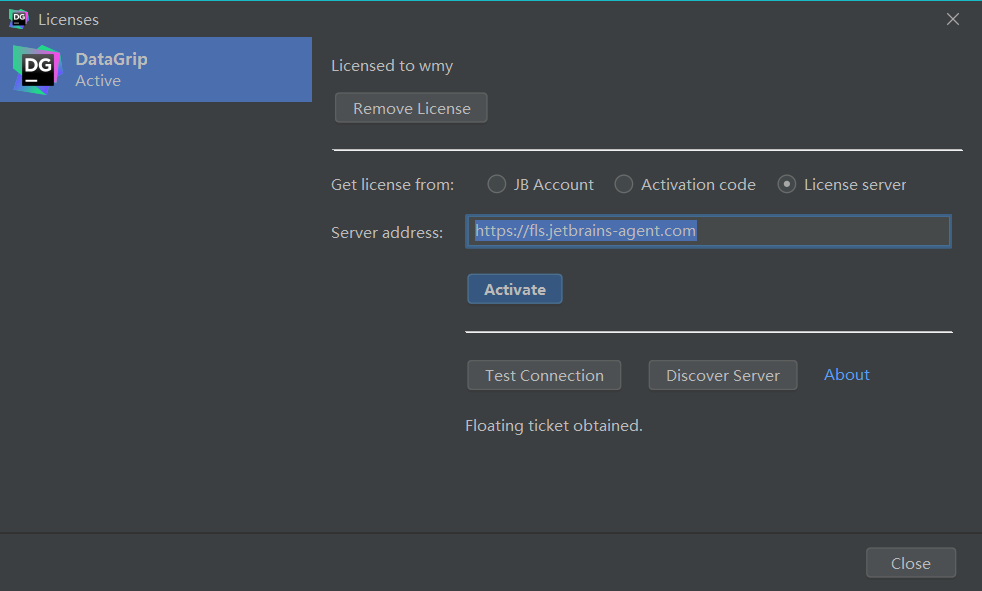 DG Licenses
DG DataGrip
Active
Licensed to wmy
Remove License
Get license from: JB Account Activation code License server
Server address: https://fls.jetbrains-agent.com
Activate
Test Connection Discover Server About
Floating ticket obtained.
Close